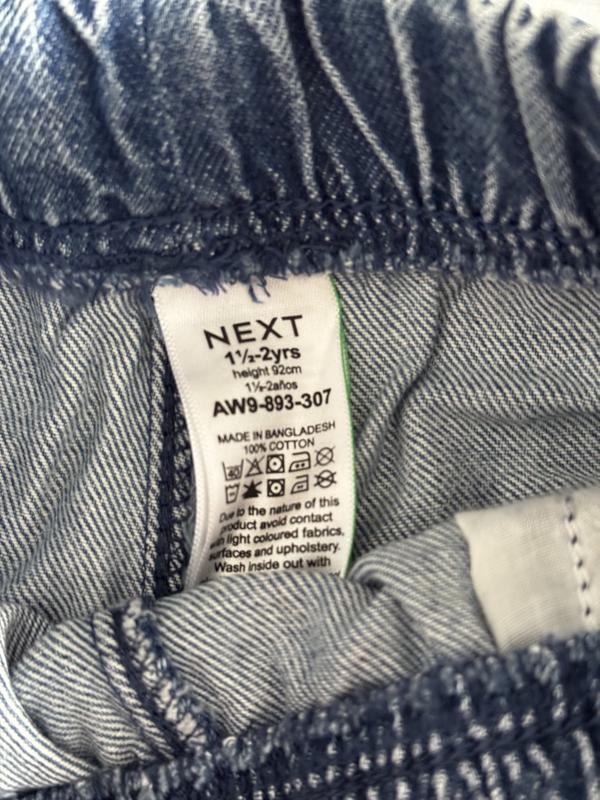 NEXT
1½-2yrs
height 92cm
1½-2años
AW9-893-307
MADE IN BANGLADESH
100% COTTON
40
Due to the nature of this
product avoid contact
with light coloured fabrics,
surfaces and upholstery.
Wash inside out with